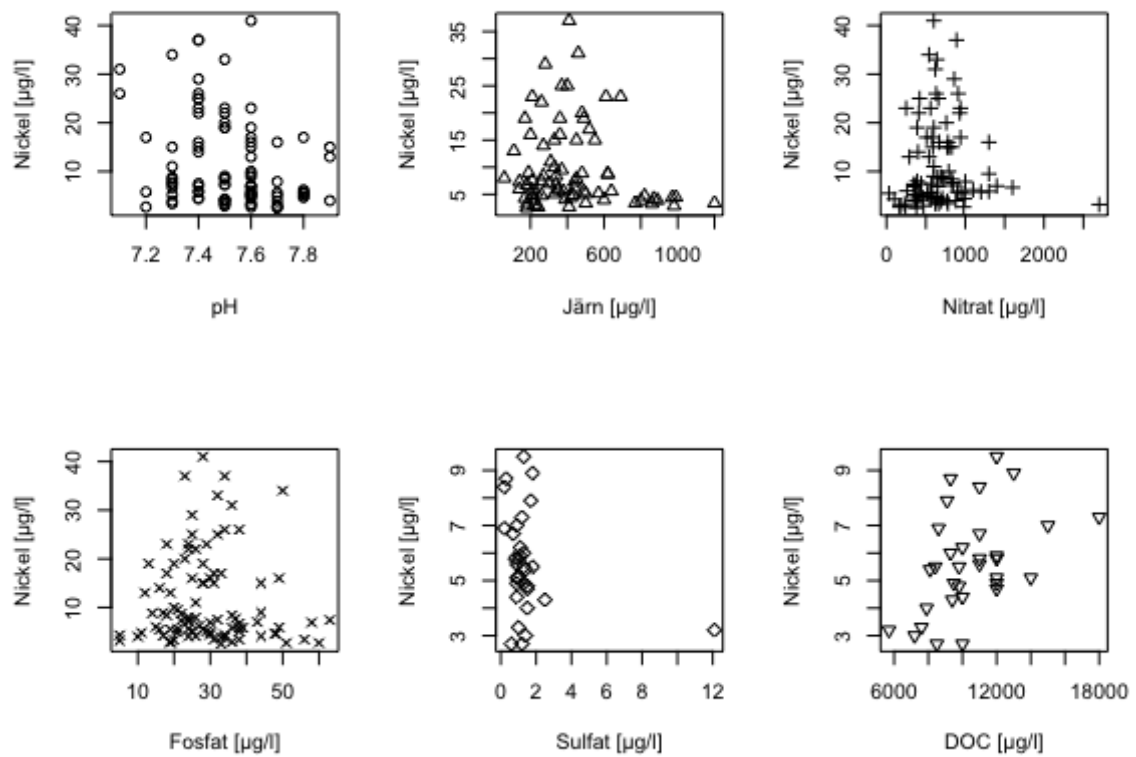 Nickel [µg/l]
10 20 30 40
7.2 7.4 7.6 7.8
pH
Nickel [µg/l]
5 15 25 35
200 600 1000
Järn [µg/l]
Nickel [µg/l]
10 20 30 40
0 1000 2000
Nitrat [µg/l]
Nickel [µg/l]
10 20 30 40
10 30 50
Fosfat [µg/l]
Nickel [µg/l]
3 5 7 9
0 2 4 6 8 12
Sulfat [µg/l]
Nickel [µg/l]
3 5 7 9
6000 12000 18000
DOC [µg/l]